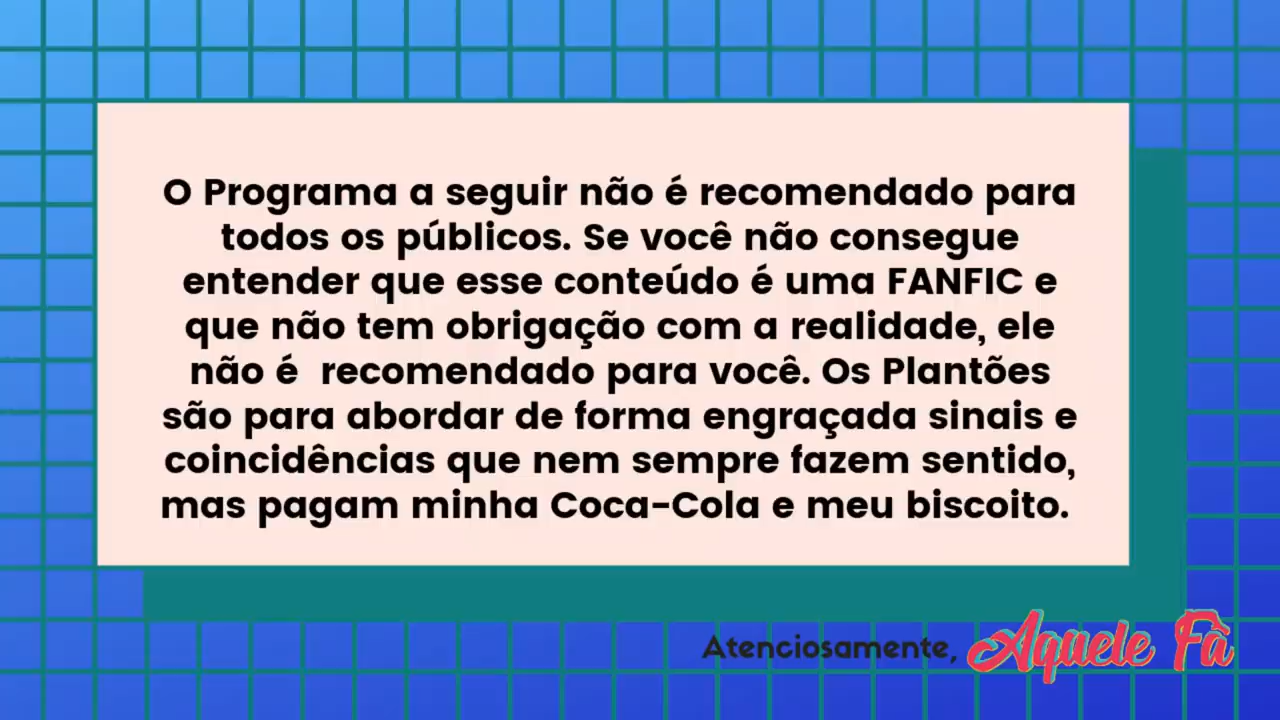 O Programa a seguir não é recomendado para
todos os públicos. Se você não consegue
entender que esse conteúdo é uma FANFIC e
que não tem obrigação com a realidade, ele
não é  recomendado para você. Os Plantões
são para abordar de forma engraçada sinais e
coincidências que nem sempre fazem sentido,
mas pagam minha Coca-Cola e meu biscoito.
Atenciosamente, Aquele Fã